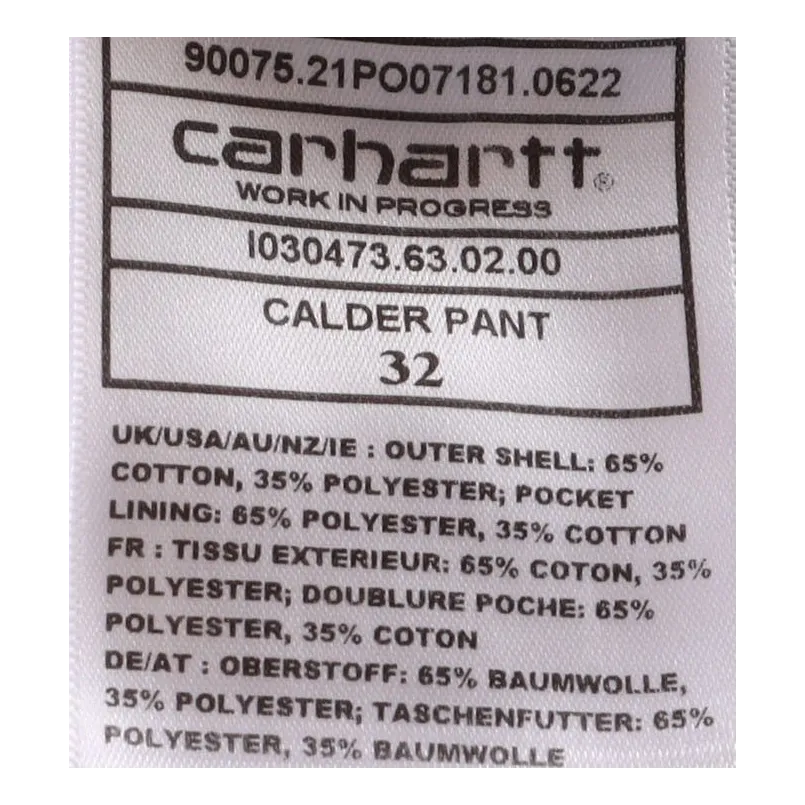 90075.21PO07181.0622
carhartt®
WORK IN PROGRESS
I030473.63.02.00
CALDER PANT
32
UK/USA/AU/NZ/IE : OUTER SHELL: 65%
COTTON, 35% POLYESTER; POCKET
LINING: 65% POLYESTER, 35% COTTON
FR : TISSU EXTERIEUR: 65% COTON, 35%
POLYESTER; DOUBLURE POCHE: 65%
POLYESTER, 35% COTON
DE/AT : OBERSTOFF: 65% BAUMWOLLE,
35% POLYESTER; TASCHENFUTTER: 65%
POLYESTER, 35% BAUMWOLLE